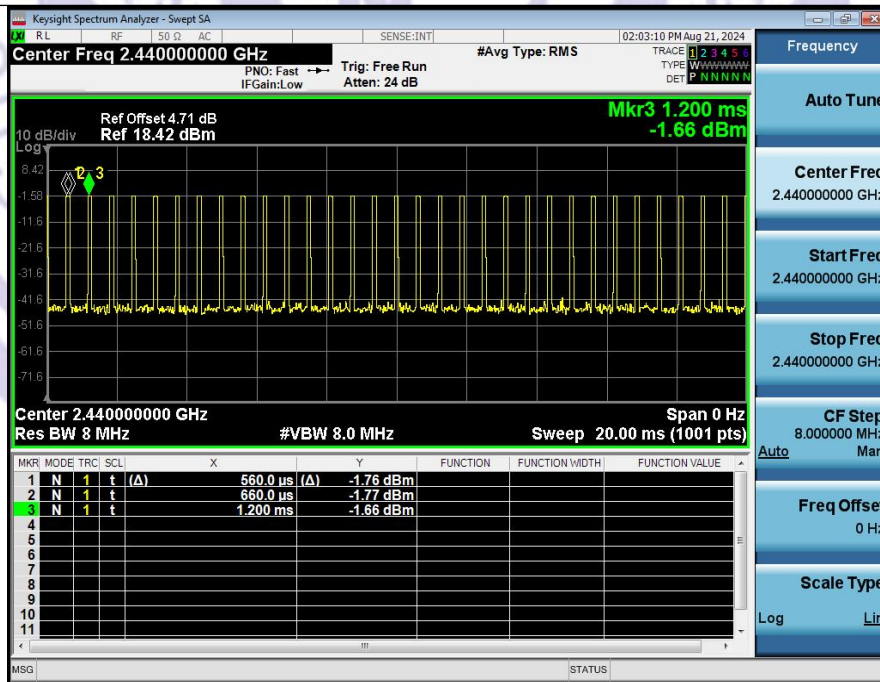 Keysight Spectrum Analyzer - Swept SA
LXI RL RF 50 Ω AC SENSE:INT 02:03:10 PM Aug 21, 2024
Center Freq 2.440000000 GHz
#Avg Type: RMS
TRACE 1 2 3 4 5 6
PNO: Fast Trig: Free Run
TYPE WWWWWW
IFGain:Low Atten: 24 dB
DET P N N N N N
Ref Offset 4.71 dB
Mkr3 1.200 ms
10 dB/div Ref 18.42 dBm
-1.66 dBm
Log
8.42
1 2 3
-1.58
-11.6
-21.6
-31.6
-41.6
-51.6
-61.6
-71.6
Center 2.440000000 GHz Span 0 Hz
Res BW 8 MHz #VBW 8.0 MHz Sweep 20.00 ms (1001 pts)
MKR MODE TRC SCL X Y FUNCTION FUNCTION WIDTH FUNCTION VALUE
1 N 1 t (Δ) 560.0 µs (Δ) -1.76 dBm
2 N 1 t 660.0 µs -1.77 dBm
3 N 1 t 1.200 ms -1.66 dBm
4
5
6
7
8
9
10
11
MSG STATUS
Frequency
Auto Tune
Center Freq
2.440000000 GHz
Start Freq
2.440000000 GHz
Stop Freq
2.440000000 GHz
CF Step
8.000000 MHz
Auto Man
Freq Offset
0 Hz
Scale Type
Log Lin